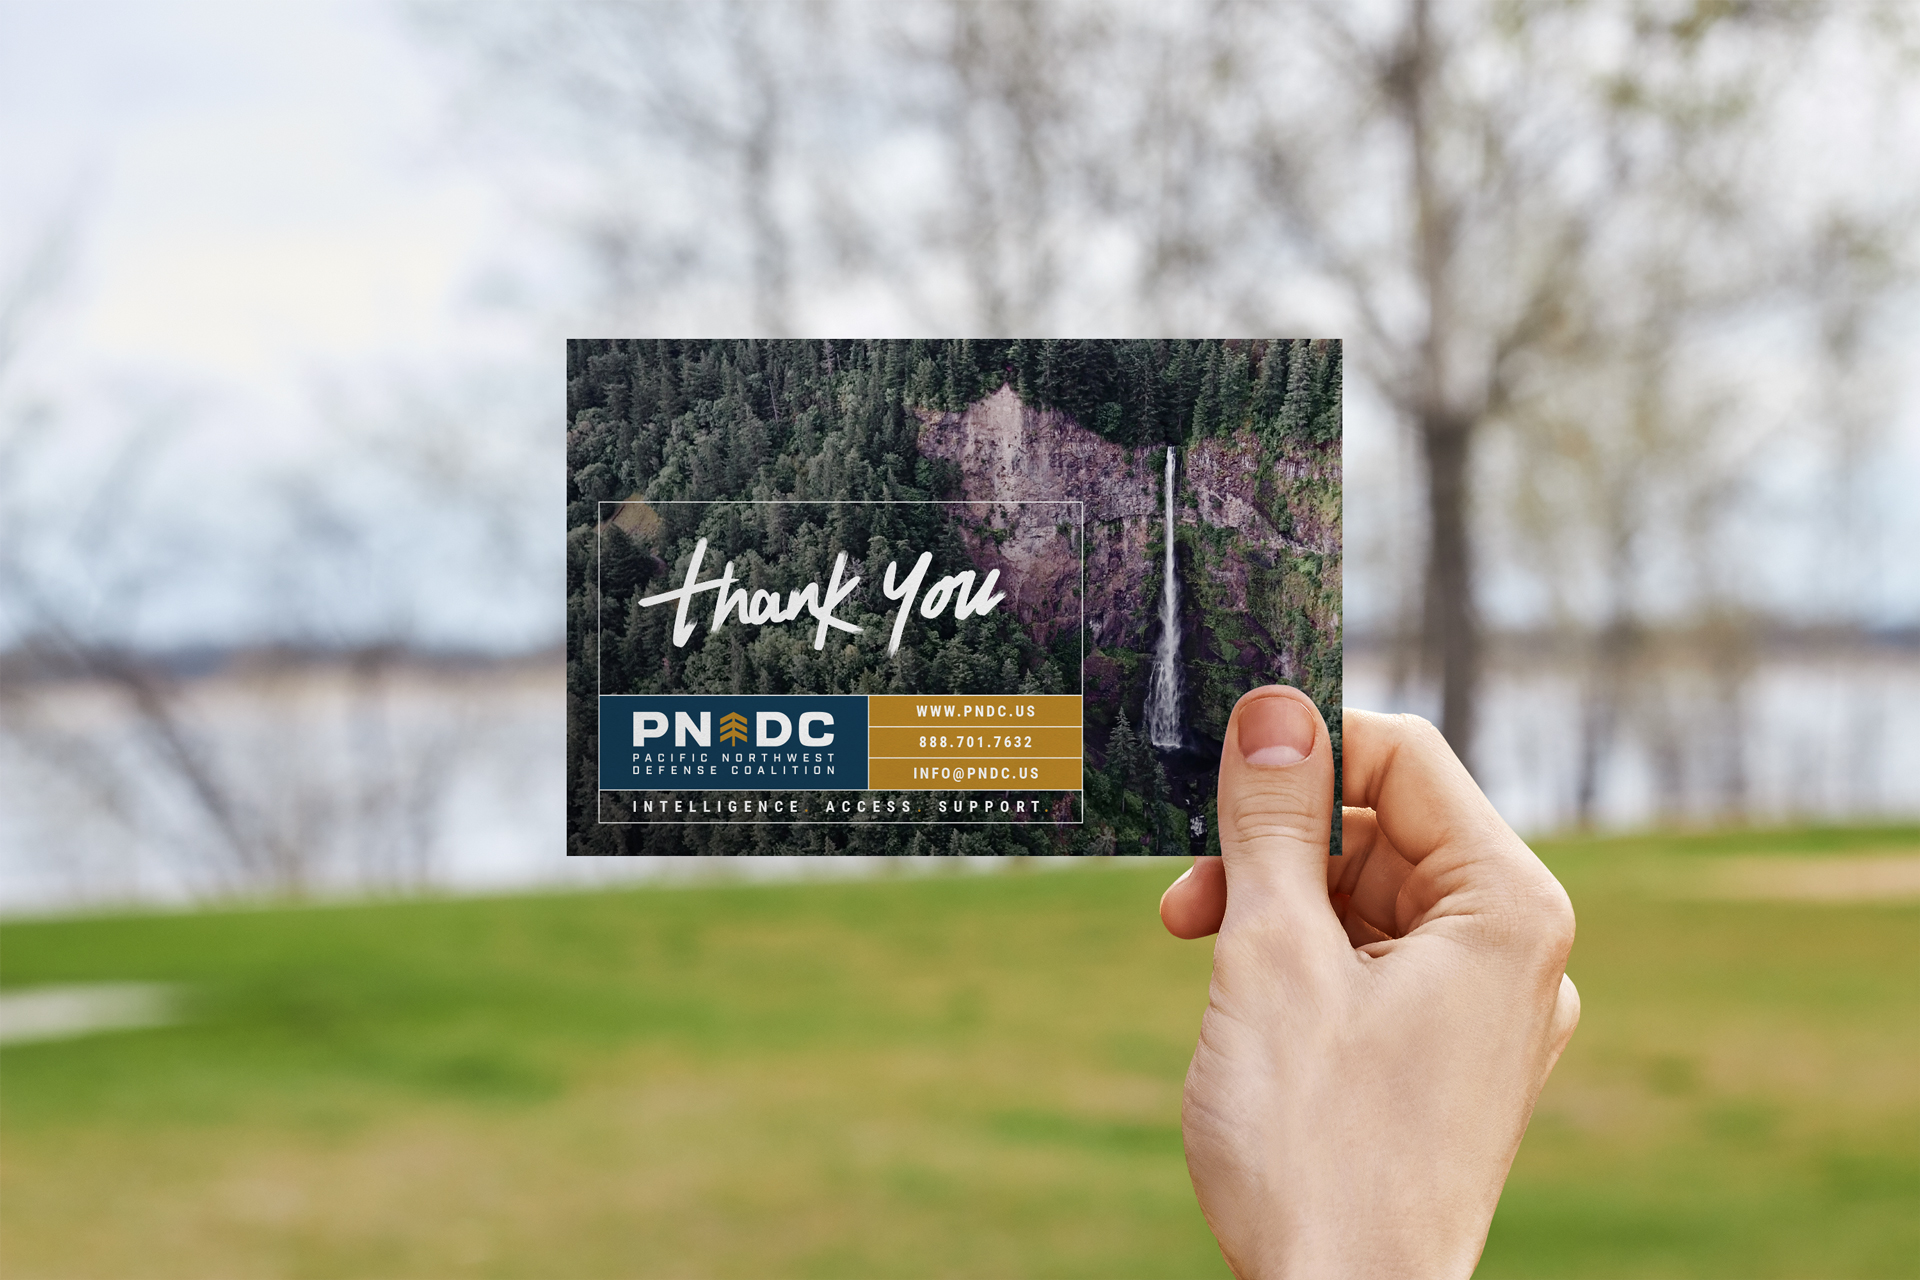 thank you
PNDC
PACIFIC NORTHWEST
DEFENSE COALITION
WWW.PNDC.US
888.701.7632
INFO@PNDC.US
INTELLIGENCE. ACCESS. SUPPORT.